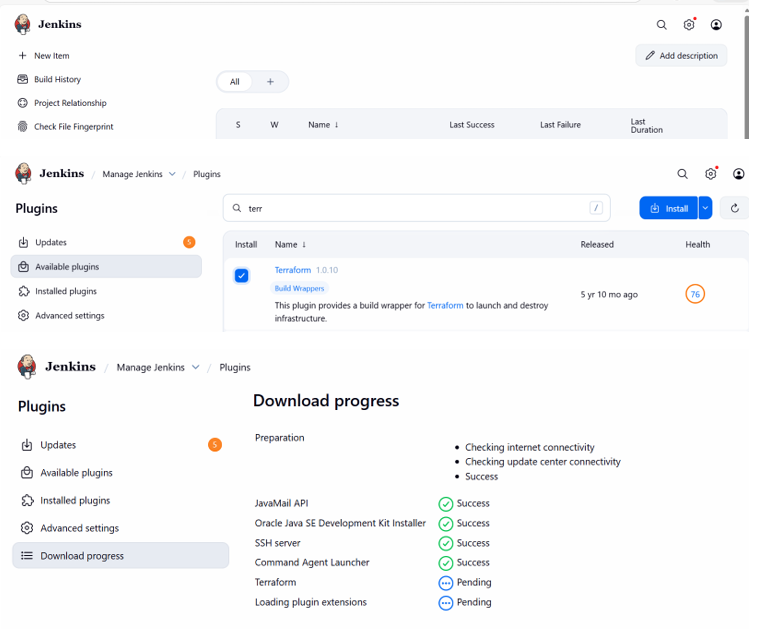 Jenkins
New Item
Build History
Project Relationship
Check File Fingerprint
Add description
All +
S W Name ↓ Last Success Last Failure Last Duration
Jenkins / Manage Jenkins / Plugins
Plugins
Updates 5
Available plugins
Installed plugins
Advanced settings
terr /
Install
Install Name ↓ Released Health
Terraform 1.0.10
Build Wrappers
This plugin provides a build wrapper for Terraform to launch and destroy
infrastructure.
5 yr 10 mo ago
76
Jenkins / Manage Jenkins / Plugins
Plugins
Updates 5
Available plugins
Installed plugins
Advanced settings
Download progress
Download progress
Preparation
• Checking internet connectivity
• Checking update center connectivity
• Success
JavaMail API Success
Oracle Java SE Development Kit Installer Success
SSH server Success
Command Agent Launcher Success
Terraform Pending
Loading plugin extensions Pending